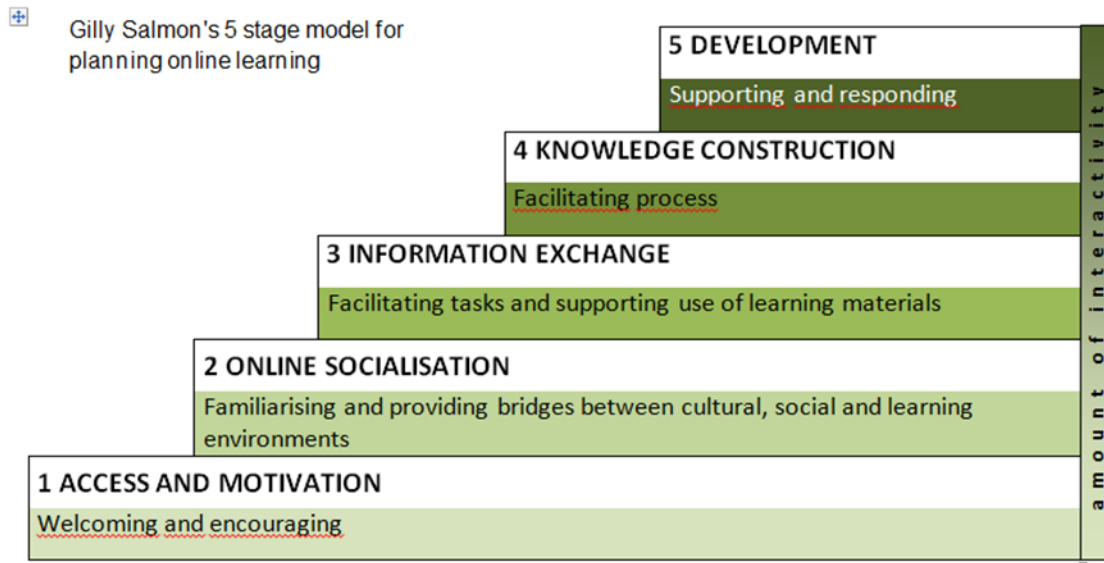 Gilly Salmon's 5 stage model for
planning online learning
5 DEVELOPMENT
Supporting and responding
4 KNOWLEDGE CONSTRUCTION
Facilitating process
3 INFORMATION EXCHANGE
Facilitating tasks and supporting use of learning materials
2 ONLINE SOCIALISATION
Familiarising and providing bridges between cultural, social and learning
environments
1 ACCESS AND MOTIVATION
Welcoming and encouraging
amount of interactivity